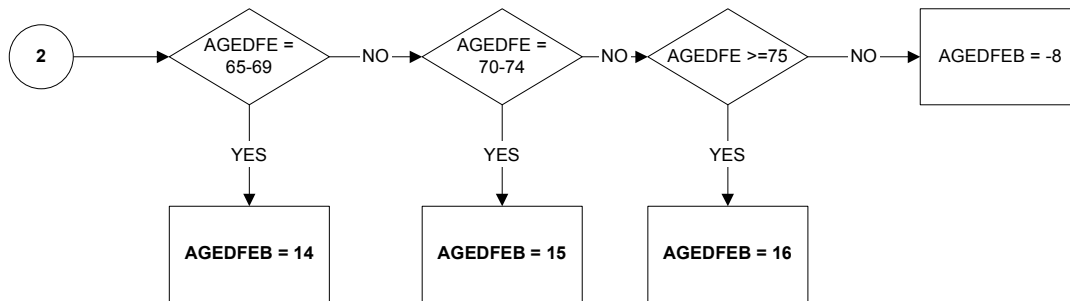 2
AGEDFE =
65-69
NO
AGEDFE =
70-74
NO
AGEDFE >=75
NO
AGEDFEB = -8
YES
YES
YES
AGEDFEB = 14
AGEDFEB = 15
AGEDFEB = 16